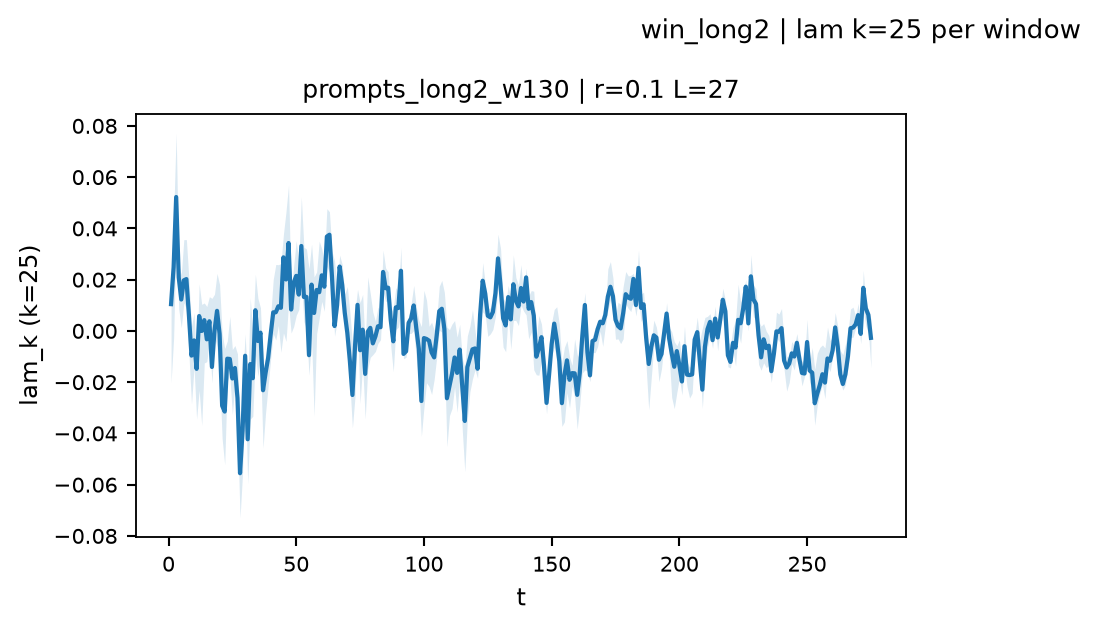 win_long2 | lam k=25 per window
prompts_long2_w130 | r=0.1 L=27
0.08
0.06
0.04
0.02
0.00
−0.02
−0.04
−0.06
−0.08
lam_k (k=25)
0 50 100 150 200 250
t